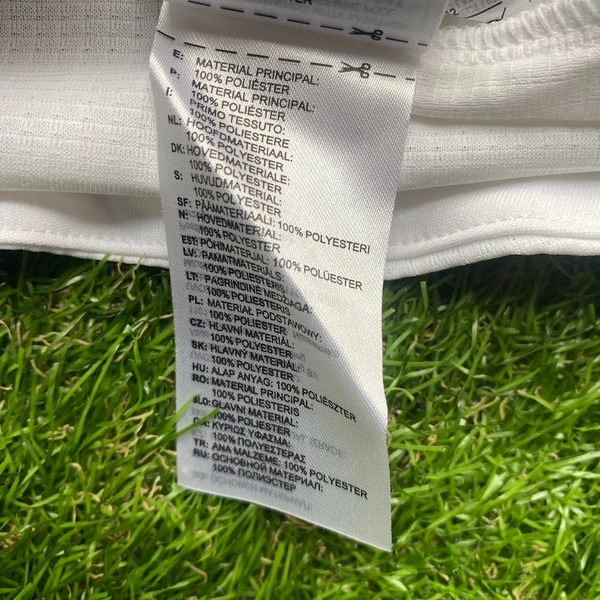 E: MATERIAL PRINCIPAL:
100% POLIÉSTER
P: MATERIAL PRINCIPAL:
100% POLIÉSTER
I: PRIMO TESSUTO:
100% POLIESTERE
NL: HOOFDMATERIAAL:
100% POLYESTER
DK: HOVEDMATERIALE:
100% POLYESTER
S: HUVUDMATERIAL:
100% POLYESTER
SF: PÄÄMATERIAALI: 100% POLYESTERI
N: HOVEDMATERIAL:
100% POLYESTER
EST: PÕHIMATERJAL: 100% POLÜESTER
LV: PAMATMATERIĀLS:
100% POLIESTERIS
LT: PAGRINDINĖ MEDŽIAGA:
100% POLIESTERIS
PL: MATERIAŁ PODSTAWOWY:
100% POLIESTER
CZ: HLAVNÍ MATERIÁL:
100% POLYESTER
SK: HLAVNÝ MATERIÁL:
100% POLYESTER
HU: ALAP ANYAG: 100% POLIÉSZTER
RO: MATERIAL PRINCIPAL:
100% POLIESTERIS
SLO: GLAVNI MATERIAL:
100% POLIESTER
ΚΥΡΙΟΣ ΥΦΑΣΜΑ:
100% ΠΟΛΥΕΣΤΕΡΑΣ
TR: ANA MALZEME: 100% POLYESTER
RU: ОСНОВНОЙ МАТЕРИАЛ:
100% ПОЛИЭСТЕР